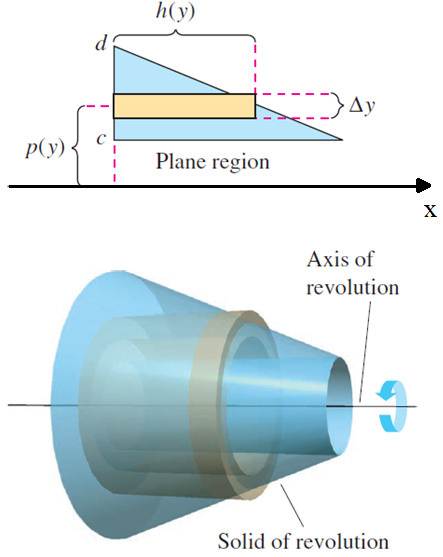 h(y)
d
Δy
p(y)
c
Plane region
x
Axis of
revolution
Solid of revolution